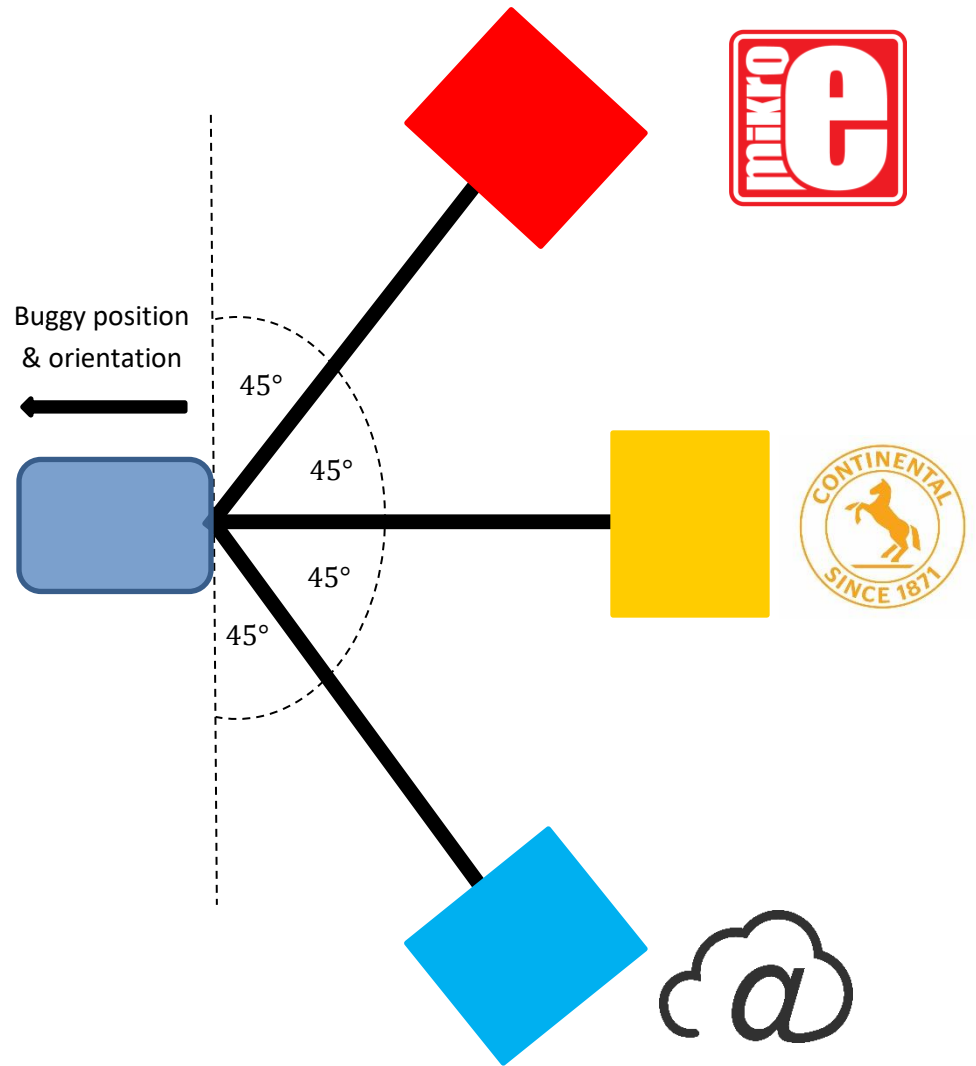 mikro
e
Buggy position
& orientation
45°
45°
CONTINENTAL
SINCE 1871
45°
45°
a